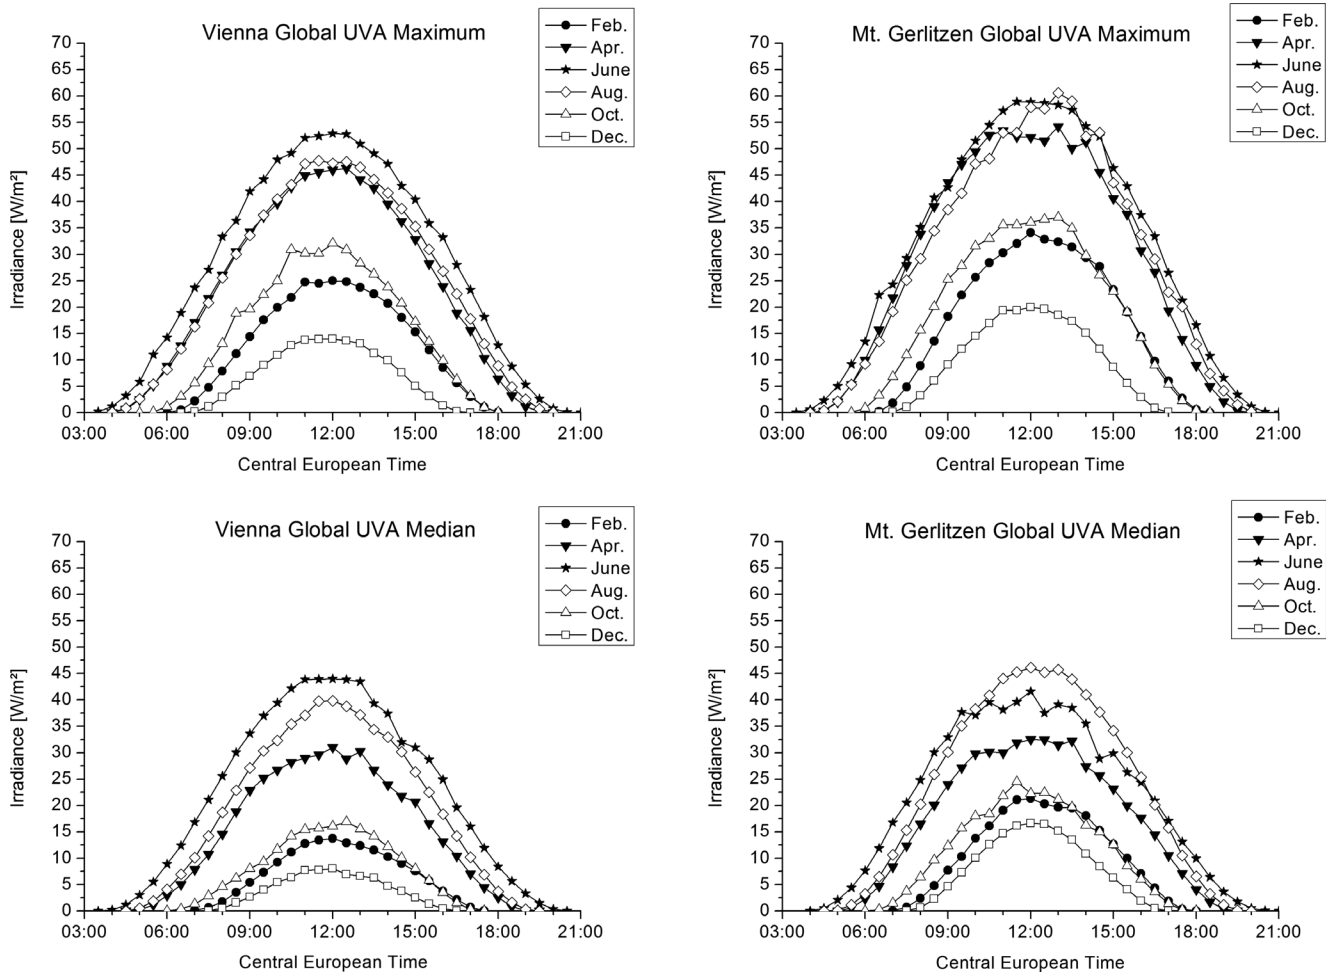 Vienna Global UVA Maximum
Feb.
Apr.
June
Aug.
Oct.
Dec.
Irradiance [W/m²]
70
65
60
55
50
45
40
35
30
25
20
15
10
5
0
03:00 06:00 09:00 12:00 15:00 18:00 21:00
Central European Time
Mt. Gerlitzen Global UVA Maximum
Feb.
Apr.
June
Aug.
Oct.
Dec.
Irradiance [W/m²]
70
65
60
55
50
45
40
35
30
25
20
15
10
5
0
03:00 06:00 09:00 12:00 15:00 18:00 21:00
Central European Time
Vienna Global UVA Median
Feb.
Apr.
June
Aug.
Oct.
Dec.
Irradiance [W/m²]
70
65
60
55
50
45
40
35
30
25
20
15
10
5
0
03:00 06:00 09:00 12:00 15:00 18:00 21:00
Central European Time
Mt. Gerlitzen Global UVA Median
Feb.
Apr.
June
Aug.
Oct.
Dec.
Irradiance [W/m²]
70
65
60
55
50
45
40
35
30
25
20
15
10
5
0
03:00 06:00 09:00 12:00 15:00 18:00 21:00
Central European Time